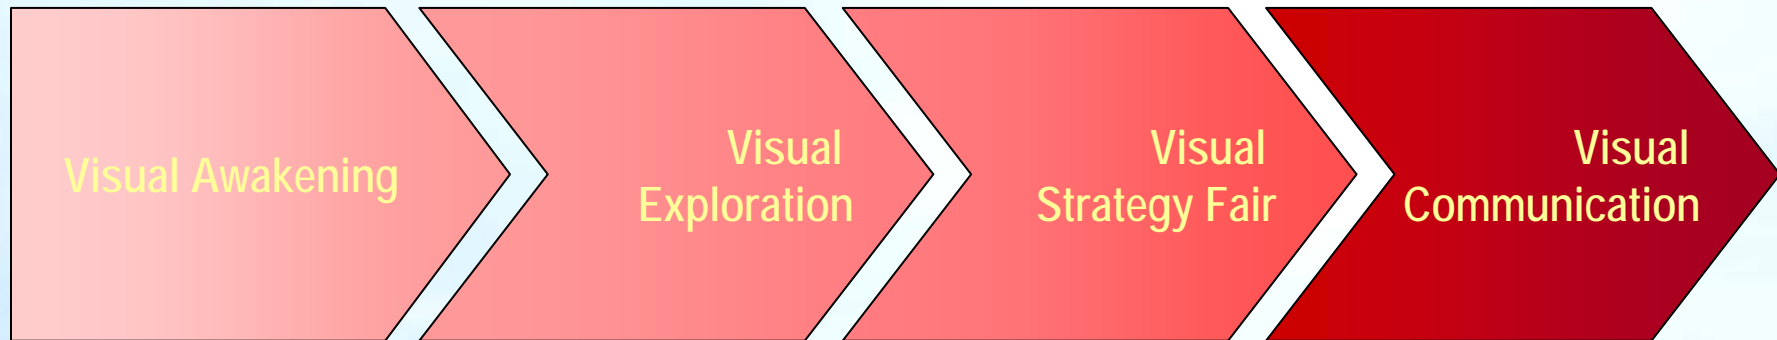 Visual Awakening
Visual
Exploration
Visual
Strategy Fair
Visual
Communication